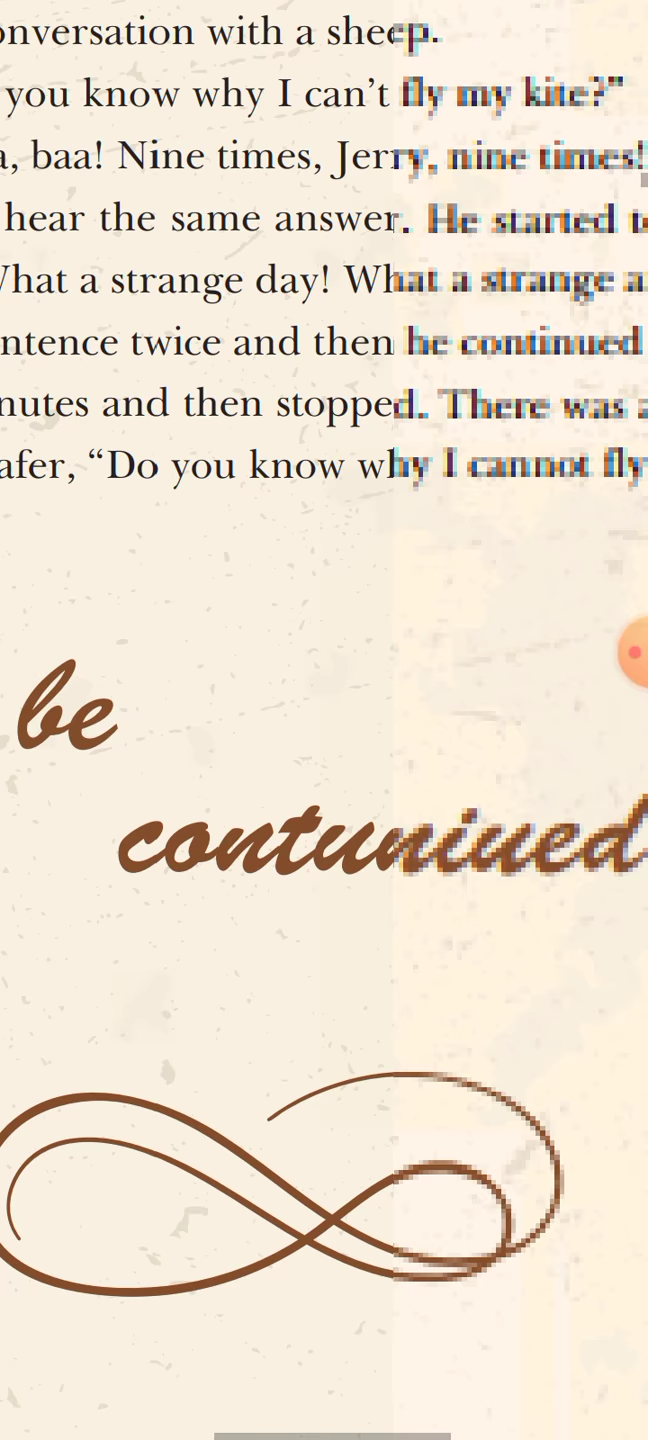 onversation with a sheep.
you know why I can’t fly my kite?”
a, baa! Nine times, Jerry, nine times!
hear the same answer. He started to
What a strange day! What a strange a
ntence twice and then he continued
nutes and then stopped. There was a
afer, “Do you know why I cannot fly
be
contuniued